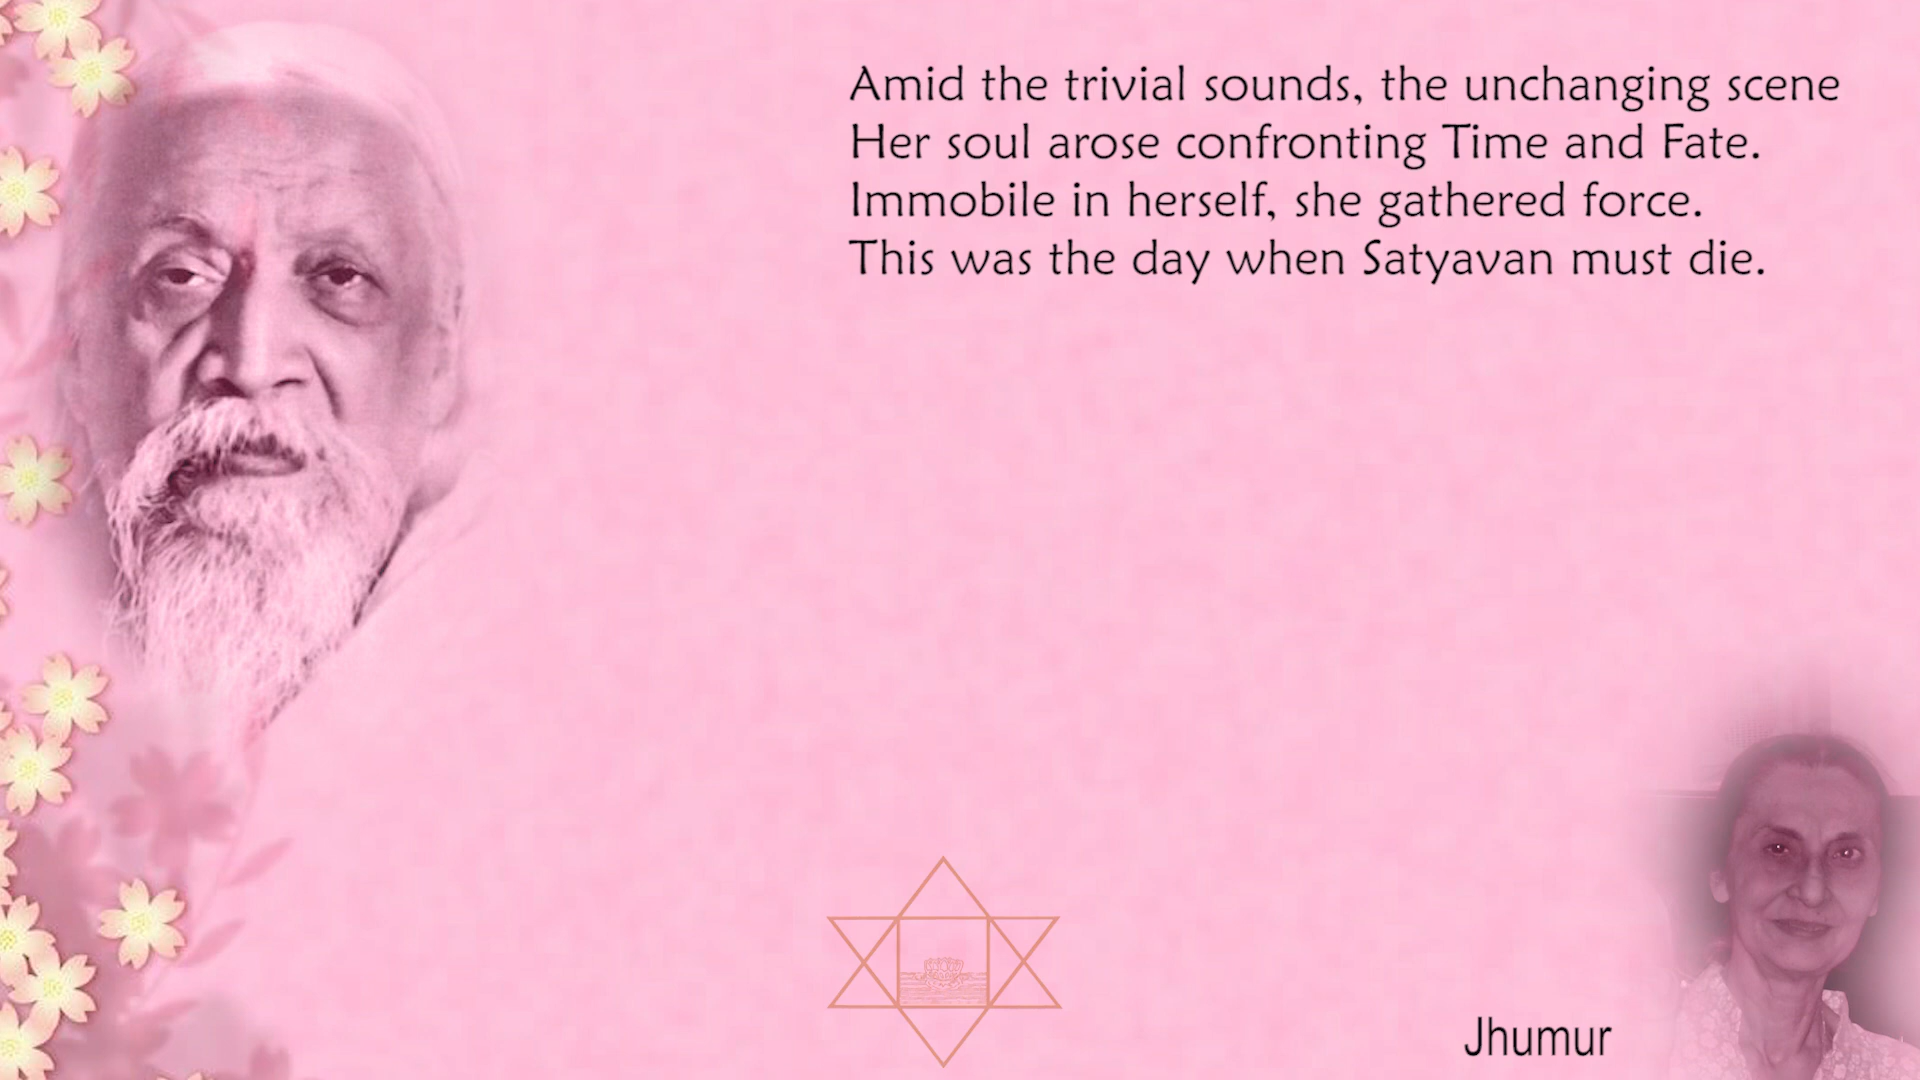 Amid the trivial sounds, the unchanging scene
Her soul arose confronting Time and Fate.
Immobile in herself, she gathered force.
This was the day when Satyavan must die.
Jhumur